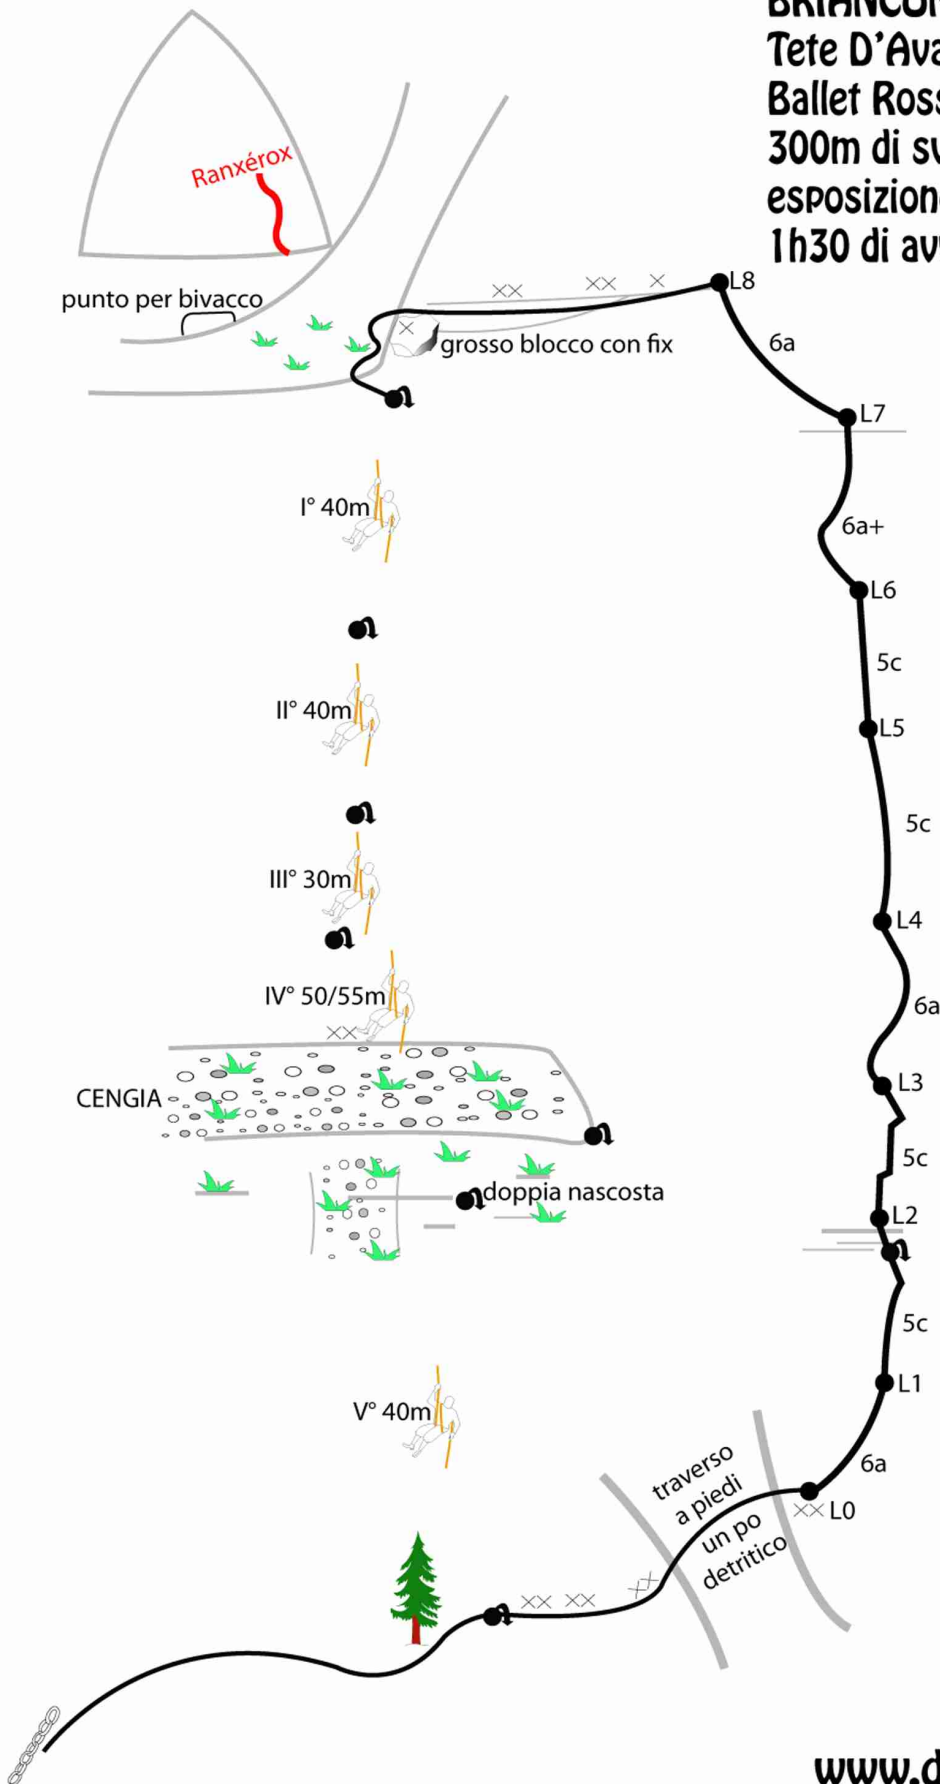 Tete D'Ava
Ballet Ross
300m di su
esposizion
1h30 di av
Ranxérox
punto per bivacco
L8
grosso blocco con fix
6a
L7
I° 40m
6a+
L6
5c
II° 40m
L5
5c
III° 30m
L4
IV° 50/55m
6a
XX
L3
CENGIA
5c
doppia nascosta
L2
5c
L1
V° 40m
6a
traverso
a piedi
un po
detritico
L0
www.d